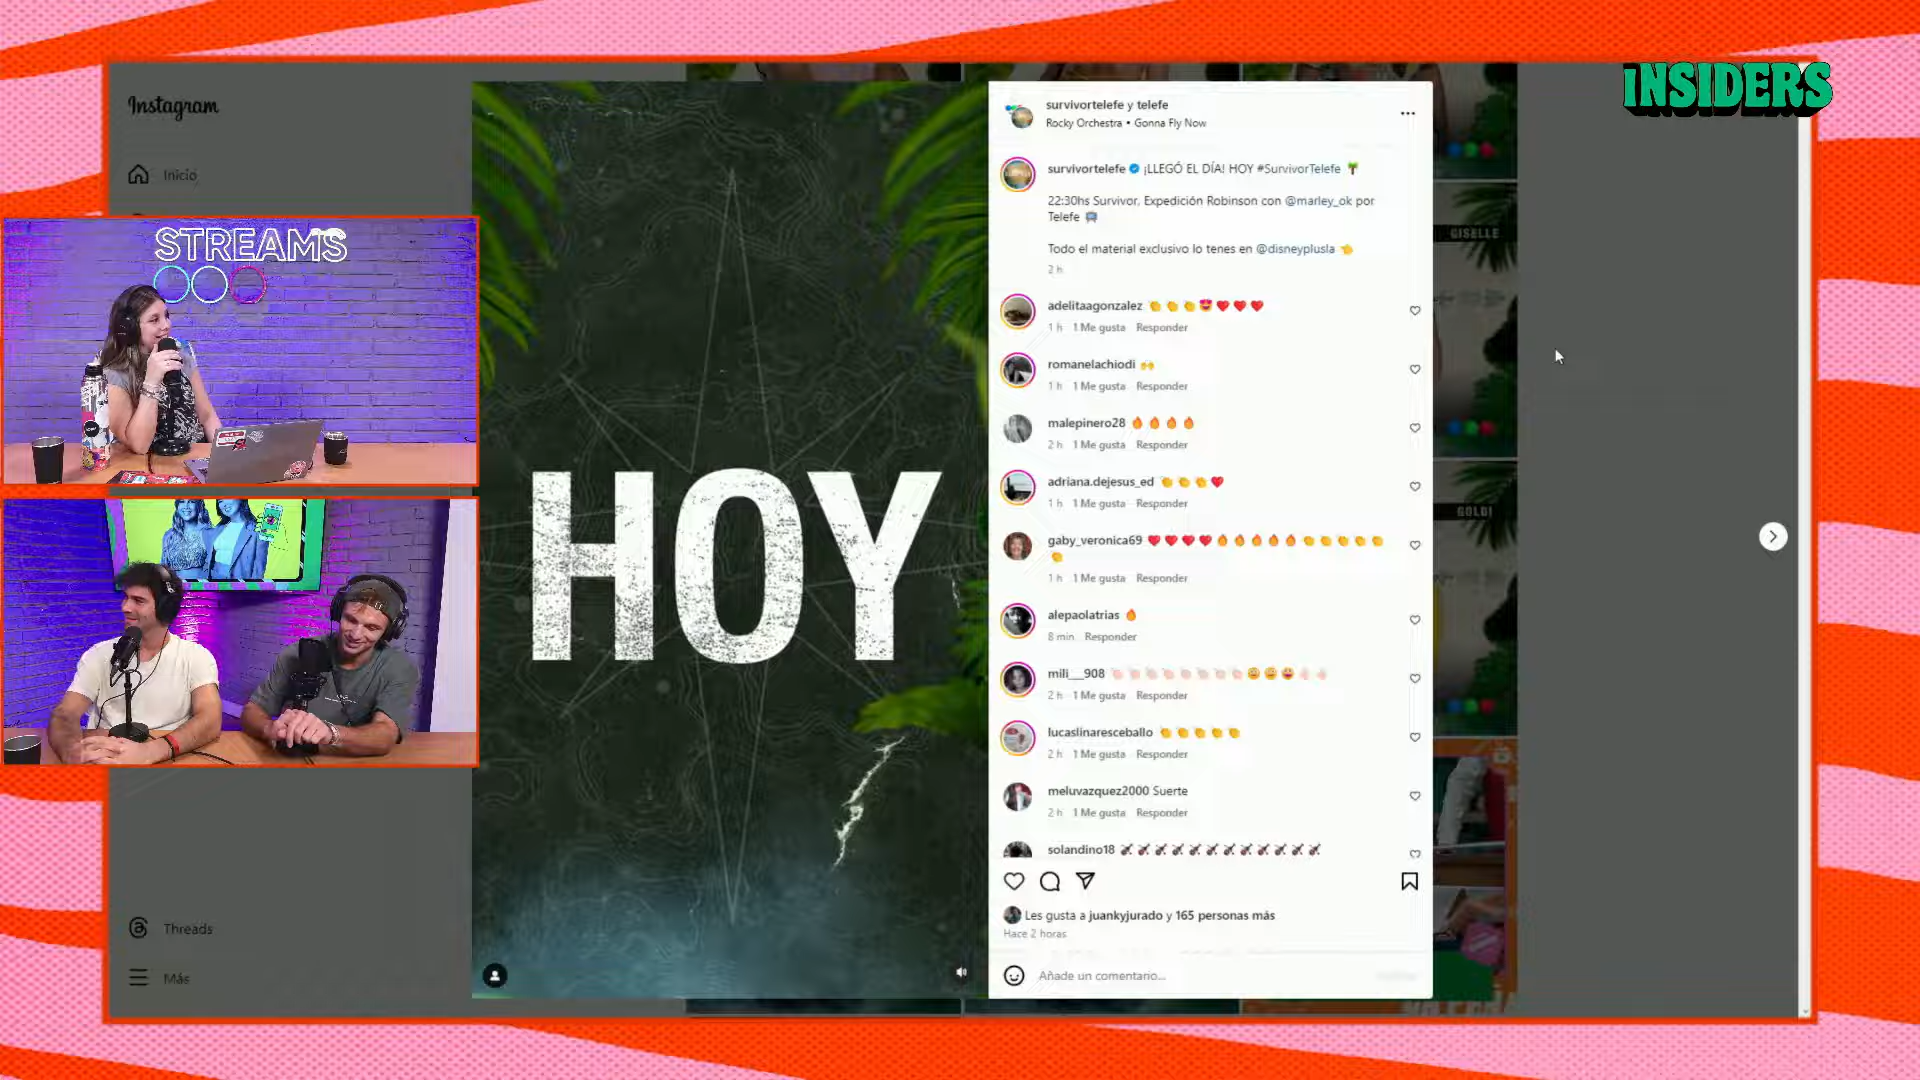 INSIDERS
Instagram
Inicio
STREAMS
HOY
Threads
Más
survivortelefe y telefe
Rocky Orchestra • Gonna Fly Now
survivortelefe ¡LLEGÓ EL DÍA! HOY #SurvivorTelefe 🌴
22:30hs Survivor, Expedición Robinson con @marley_ok por
Telefe 📺
Todo el material exclusivo lo tenes en @disneyplusla 👈
2 h
adelitaagonzalez 👏👏👏😍❤️❤️❤️
1 h 1 Me gusta Responder
romanelachiodi 🙌
1 h 1 Me gusta Responder
malepinero28 🔥🔥🔥🔥
2 h 1 Me gusta Responder
adriana.dejesus_ed 👏👏👏❤️
1 h 1 Me gusta Responder
gaby_veronica69 ❤️❤️❤️❤️🔥🔥🔥🔥🔥👏👏👏👏👏
👏
1 h 1 Me gusta Responder
alepaolatrias 🔥
8 min Responder
mili__908
2 h 1 Me gusta Responder
lucaslinaresceballo 👏👏👏👏👏
2 h 1 Me gusta Responder
meluvazquez2000 Suerte
2 h 1 Me gusta Responder
solandino18
Les gusta a juankyjurado y 165 personas más
Hace 2 horas
Añade un comentario...
GISELLE
GOLDI